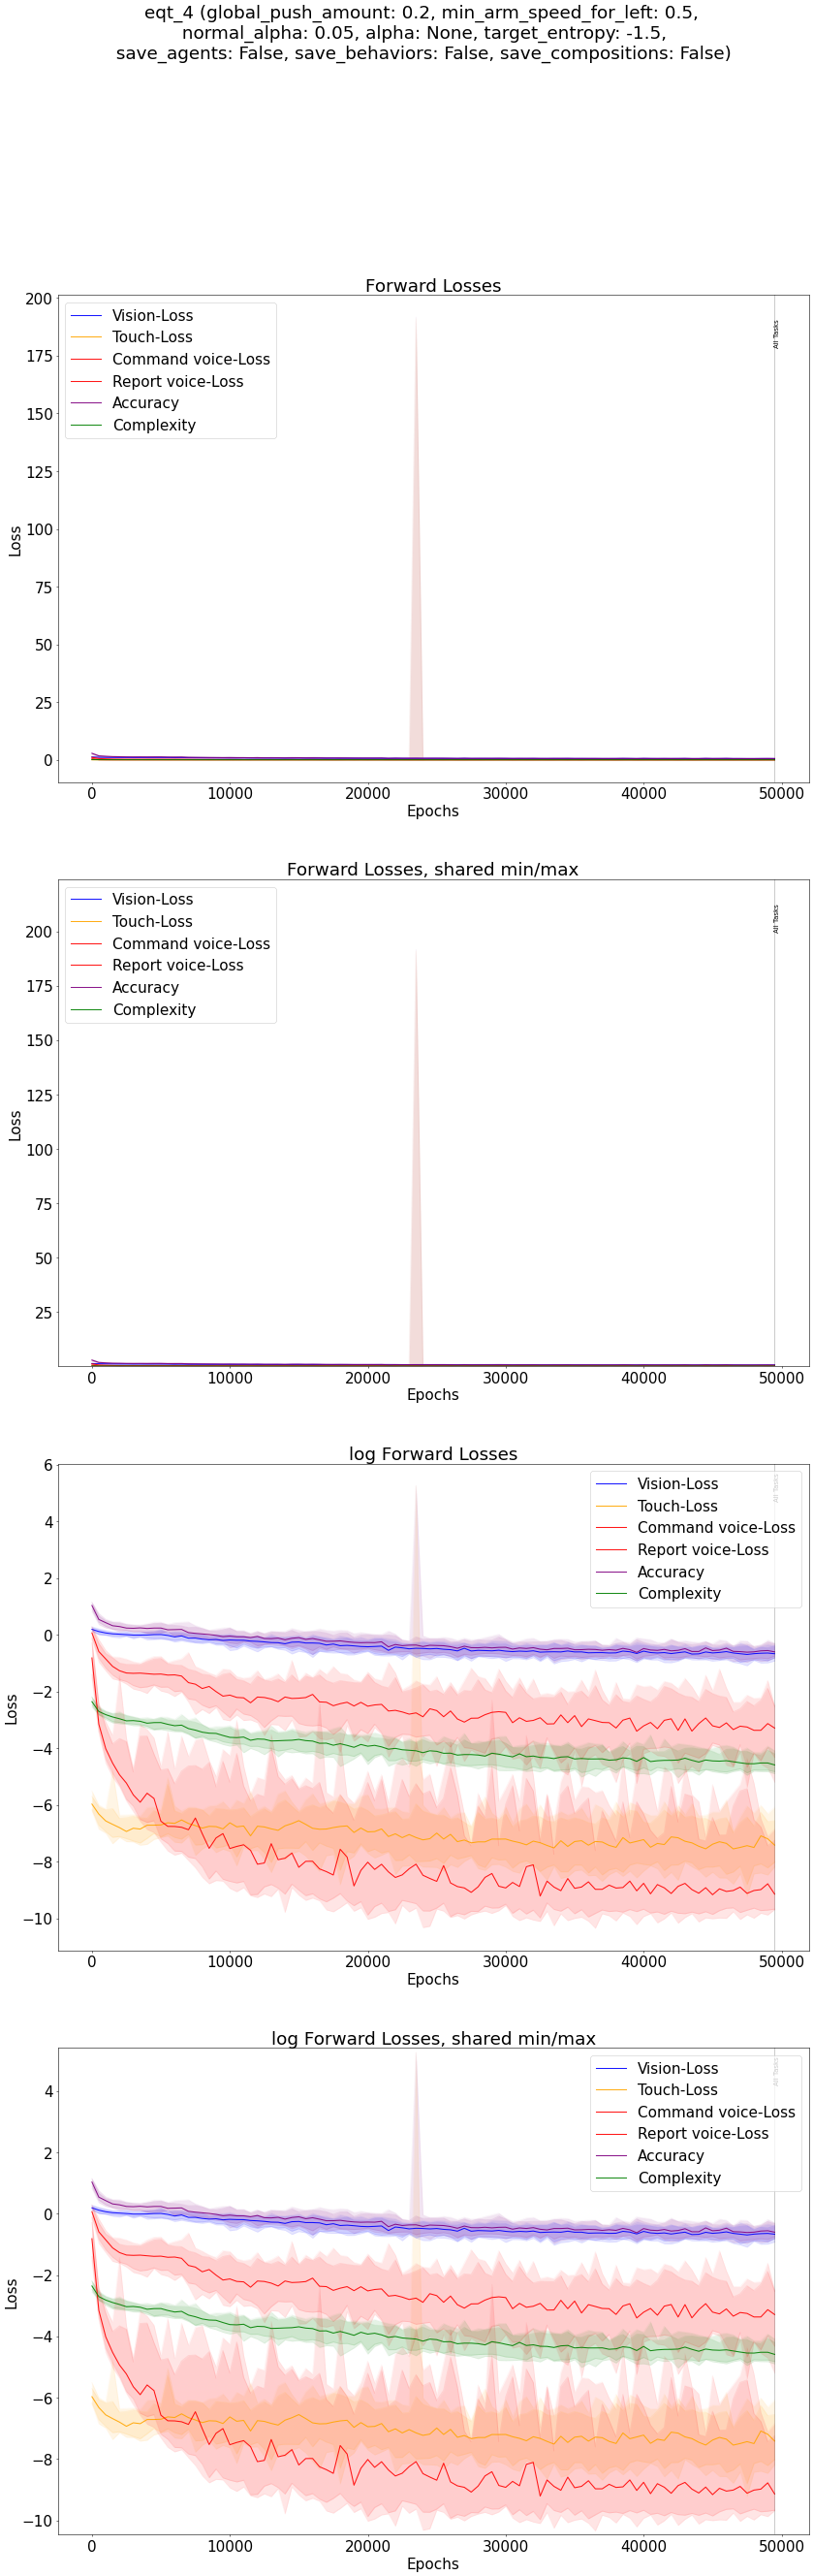 eqt_4 (global_push_amount: 0.2, min_arm_speed_for_left: 0.5,
normal_alpha: 0.05, alpha: None, target_entropy: -1.5,
save_agents: False, save_behaviors: False, save_compositions: False)
Forward Losses
200
175
150
125
100
75
50
25
0
Loss
Vision-Loss
Touch-Loss
Command voice-Loss
Report voice-Loss
Accuracy
Complexity
All Tasks
0 10000 20000 30000 40000 50000
Epochs
Forward Losses, shared min/max
200
175
150
125
100
75
50
25
Loss
Vision-Loss
Touch-Loss
Command voice-Loss
Report voice-Loss
Accuracy
Complexity
All Tasks
0 10000 20000 30000 40000 50000
Epochs
log Forward Losses
6
4
2
0
−2
−4
−6
−8
−10
Loss
Vision-Loss
Touch-Loss
Command voice-Loss
Report voice-Loss
Accuracy
Complexity
All Tasks
0 10000 20000 30000 40000 50000
Epochs
log Forward Losses, shared min/max
4
2
0
−2
−4
−6
−8
−10
Loss
Vision-Loss
Touch-Loss
Command voice-Loss
Report voice-Loss
Accuracy
Complexity
All Tasks
0 10000 20000 30000 40000 50000
Epochs